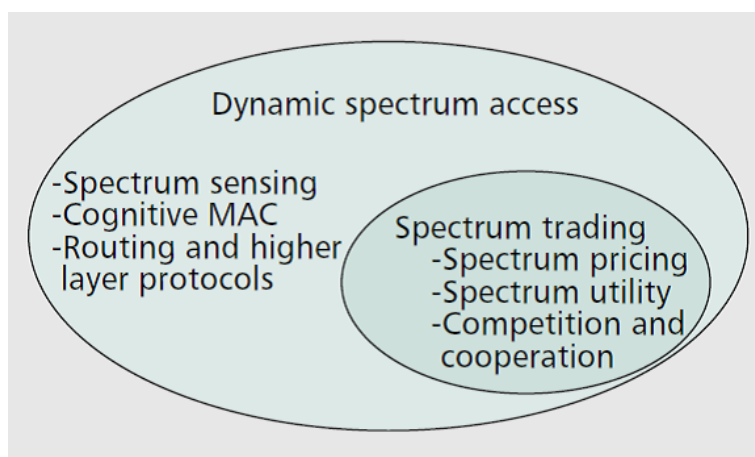 Dynamic spectrum access
-Spectrum sensing
-Cognitive MAC
-Routing and higher
layer protocols
Spectrum trading
-Spectrum pricing
-Spectrum utility
-Competition and
cooperation